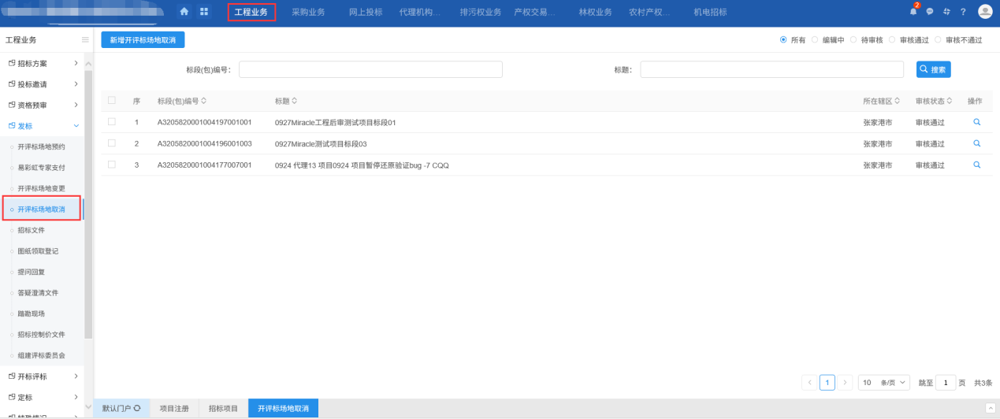 工程业务 采购业务 网上投标 代理机构... 排污权业务 产权交易... 林权业务 农村产权... 机电招标 2 ?
工程业务
新增开评标场地取消
所有 编辑中 待审核 审核通过 审核不通过
标段(包)编号: 标题: 搜索
序 标段(包)编号 标题 所在辖区 审核状态 操作
1 A3205820001004197001001 0927Miracle工程后审测试项目标段01 张家港市 审核通过
2 A3205820001004196001003 0927Miracle测试项目标段03 张家港市 审核通过
3 A3205820001004177007001 0924 代理13 项目0924 项目暂停还原验证bug -7 CQQ 张家港市 审核通过
招标方案
投标邀请
资格预审
发标
开评标场地预约
易彩虹专家支付
开评标场地变更
开评标场地取消
招标文件
图纸领取登记
提问回复
答疑澄清文件
踏勘现场
招标控制价文件
组建评标委员会
开标评标
定标
1 10 条/页 跳至 1 页 共3条
默认门户 项目注册 招标项目 开评标场地取消